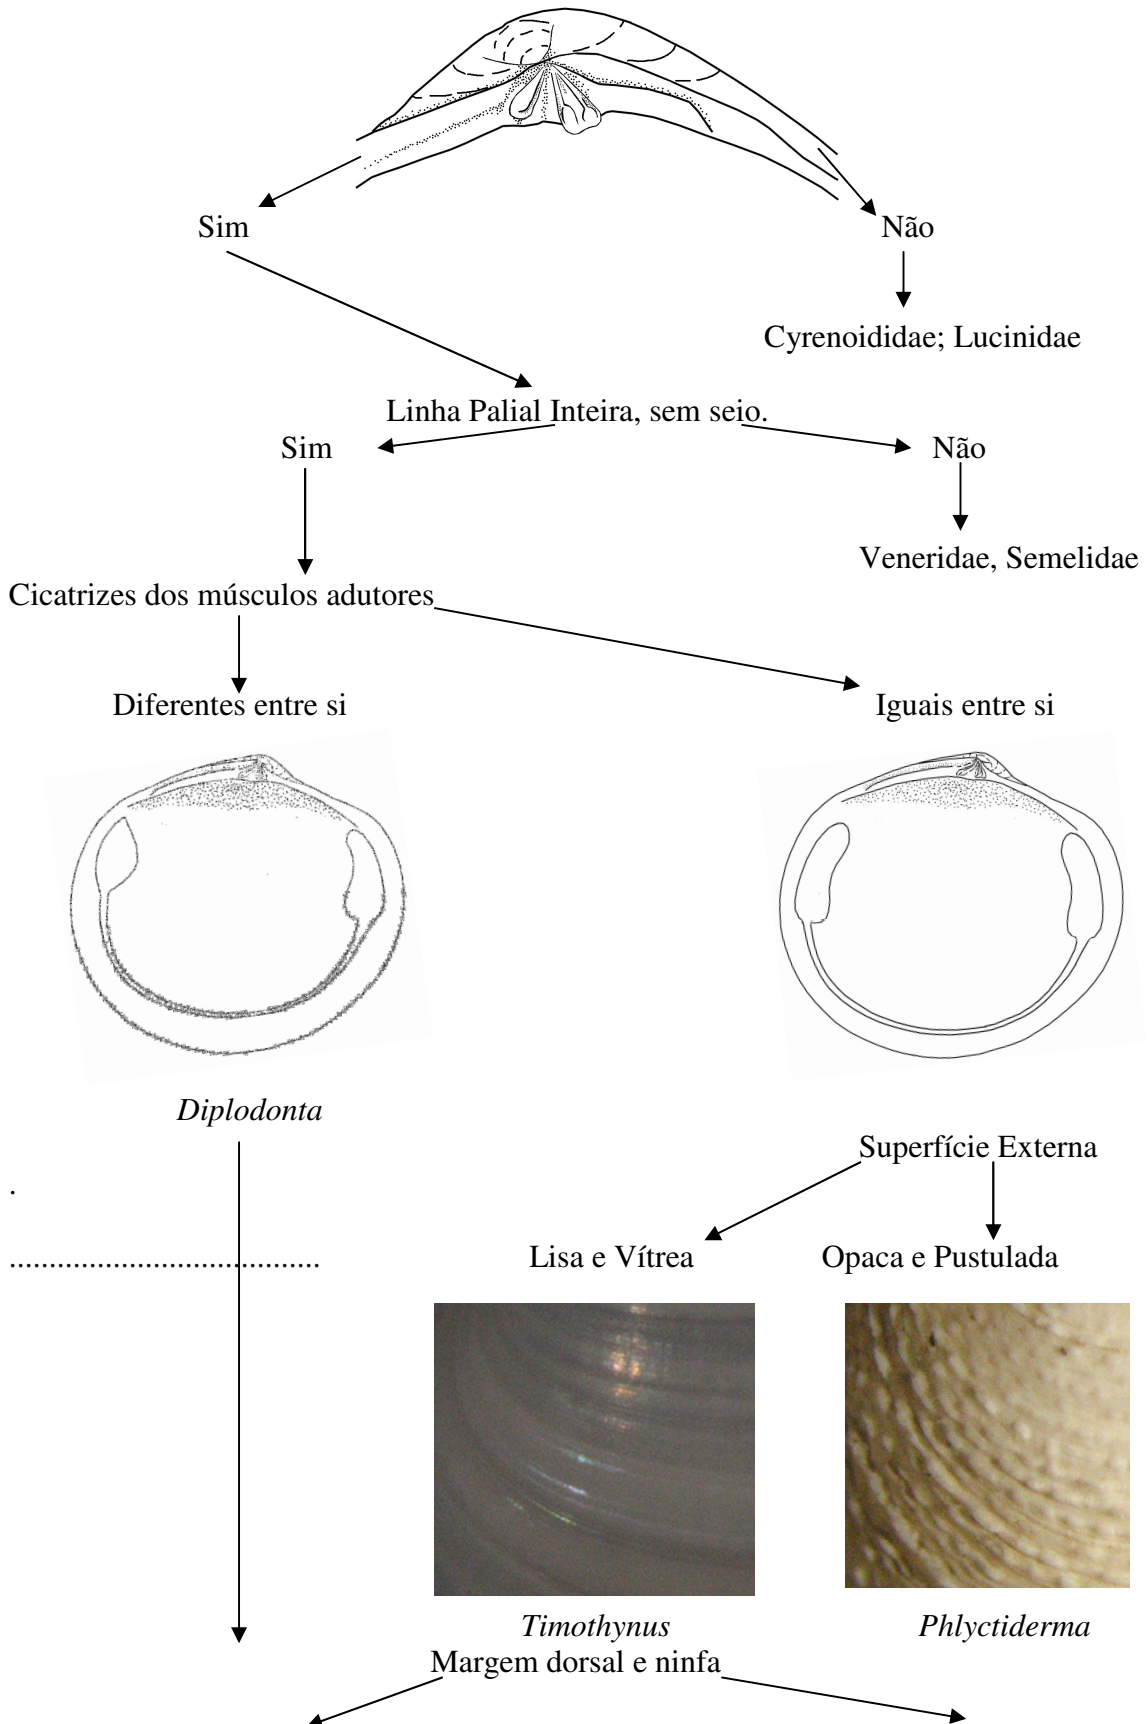 Sim
Não
Cyrenoididae; Lucinidae
Linha Palial Inteira, sem seio.
Sim
Não
Veneridae, Semelidae
Cicatrizes dos músculos adutores
Diferentes entre si
Iguais entre si
Diplodonta
Superfície Externa
.
Lisa e Vítrea
Opaca e Pustulada
.......................................
Timothynus
Phlyctiderma
Margem dorsal e ninfa